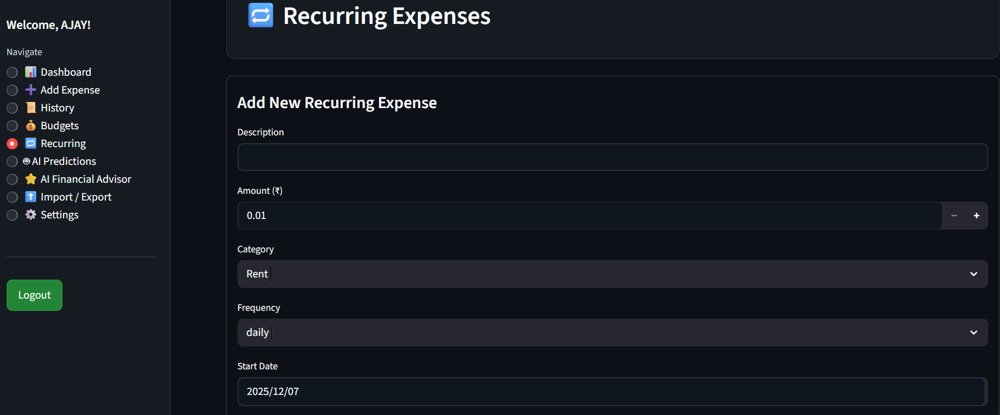 Welcome, AJAY!
Navigate
Dashboard
Add Expense
History
Budgets
Recurring
AI Predictions
AI Financial Advisor
Import / Export
Settings
Logout
Recurring Expenses
Add New Recurring Expense
Description
Amount (₹)
0.01
Category
Rent
Frequency
daily
Start Date
2025/12/07